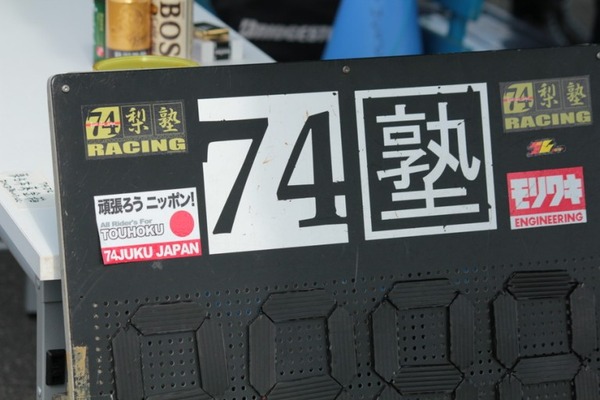 BOSS
74 梨塾
RACING
74 塾
74 梨塾
RACING
頑張ろう ニッポン!
All Rider's For
TOUHOKU
74JUKU JAPAN
モリワキ
ENGINEERING